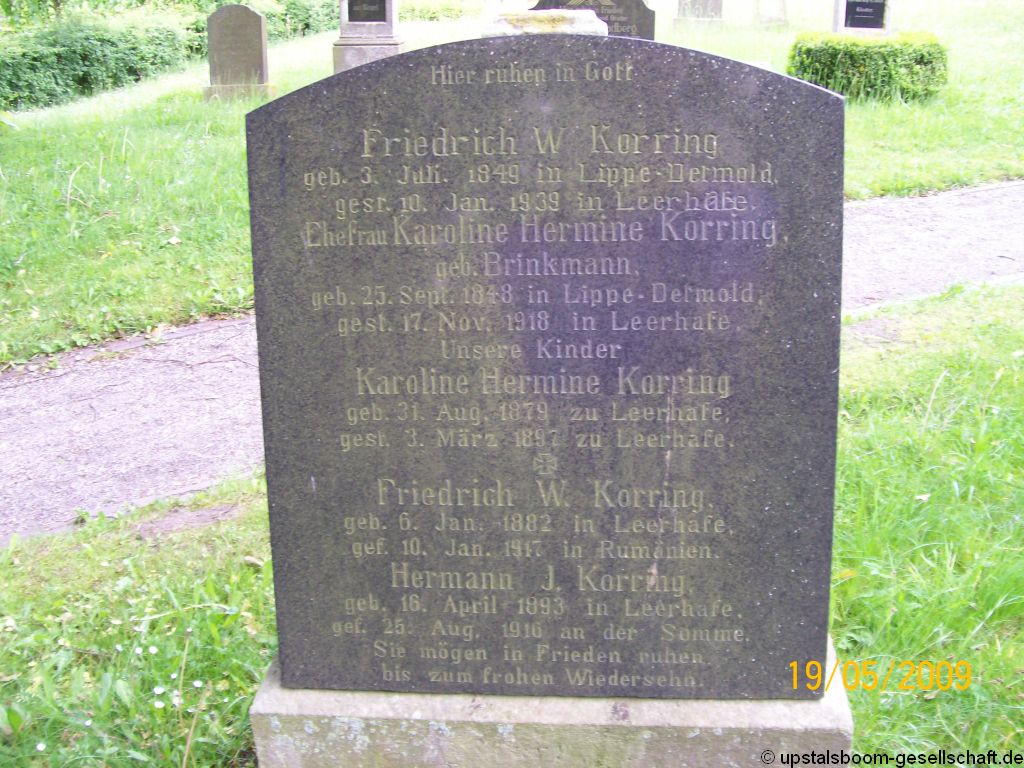 Hier ruhen in Gott
Friedrich W Korring
geb. 3. Juli. 1849 in Lippe-Detmold,
gest. 10. Jan. 1939 in Leerhafe.
Ehefrau Karoline Hermine Korring,
geb. Brinkmann,
geb. 25. Sept. 1848 in Lippe-Detmold,
gest. 17. Nov. 1918 in Leerhafe.
Unsere Kinder
Karoline Hermine Korring
geb. 31. Aug. 1879 zu Leerhafe,
gest. 3. März 1897 zu Leerhafe.
Friedrich W. Korring,
geb. 6. Jan. 1882 in Leerhafe,
gef. 10. Jan. 1917 in Rumänien.
Hermann J. Korring,
geb. 16. April 1893 in Leerhafe,
gef. 25. Aug. 1916 an der Somme.
Sie mögen in Frieden ruhen
bis zum frohen Wiedersehn.
19/05/2009
© upstalsboom-gesellschaft.de